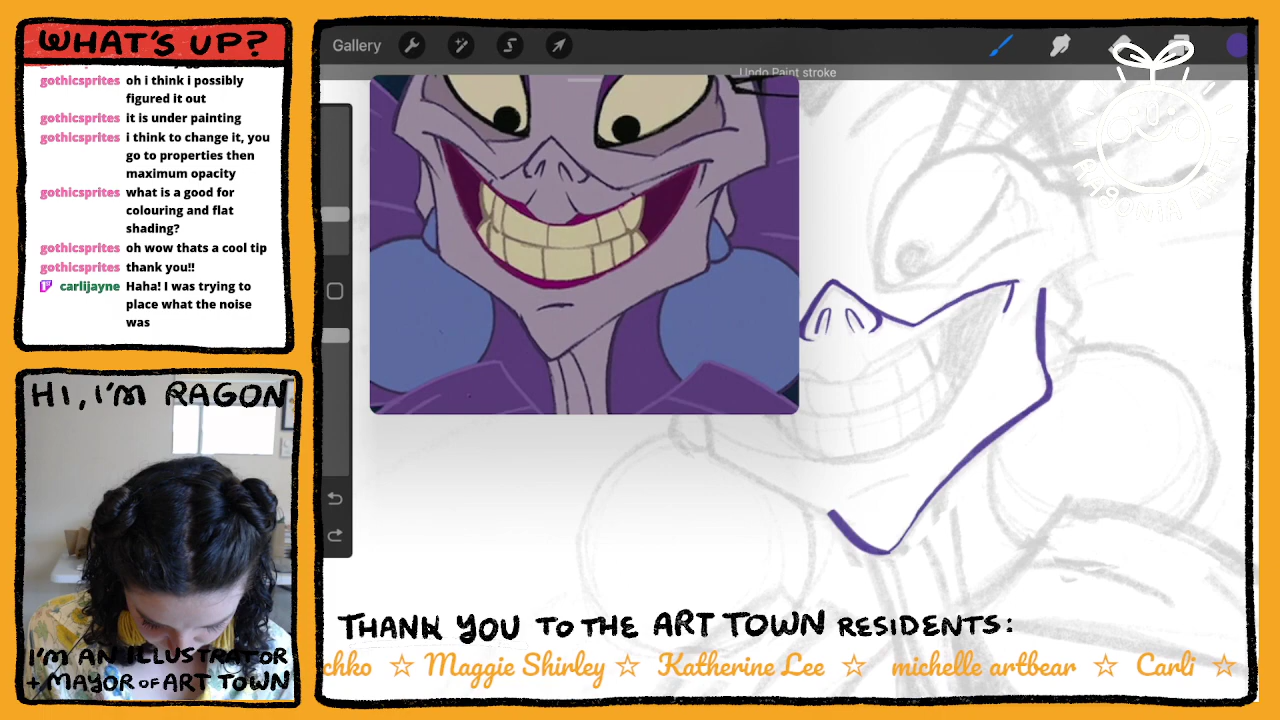 WHAT'S UP?
gothicsprites oh i think i possibly
figured it out
gothicsprites it is under painting
gothicsprites i think to change it, you
go to properties then
maximum opacity
gothicsprites what is a good for
colouring and flat
shading?
gothicsprites oh wow thats a cool tip
gothicsprites thank you!!
carlijayne Haha! I was trying to
place what the noise
was
HI, I'M RAGON
I'M AN ILLUSTRATOR
+ MAYOR OF ART TOWN
Gallery
Undo Paint stroke
THANK YOU TO THE ART TOWN RESIDENTS:
chko ☆ Maggie Shirley ☆ Katherine Lee ☆ michelle artbear ☆ Carli ☆